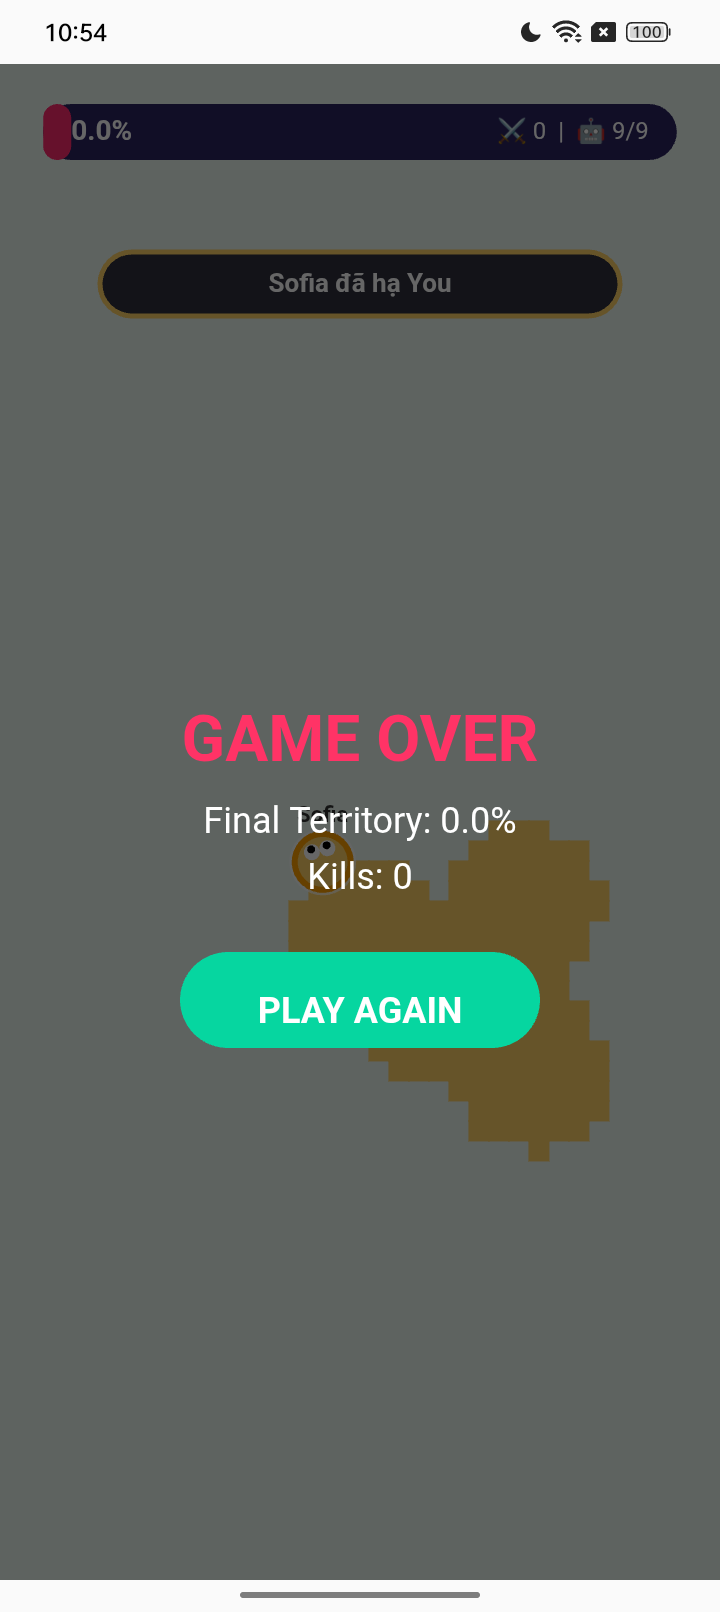 10:54
100
0.0%
⚔️ 0 | 🤖 9/9
Sofia đã hạ You
GAME OVER
Sofia
Final Territory: 0.0%
Kills: 0
PLAY AGAIN